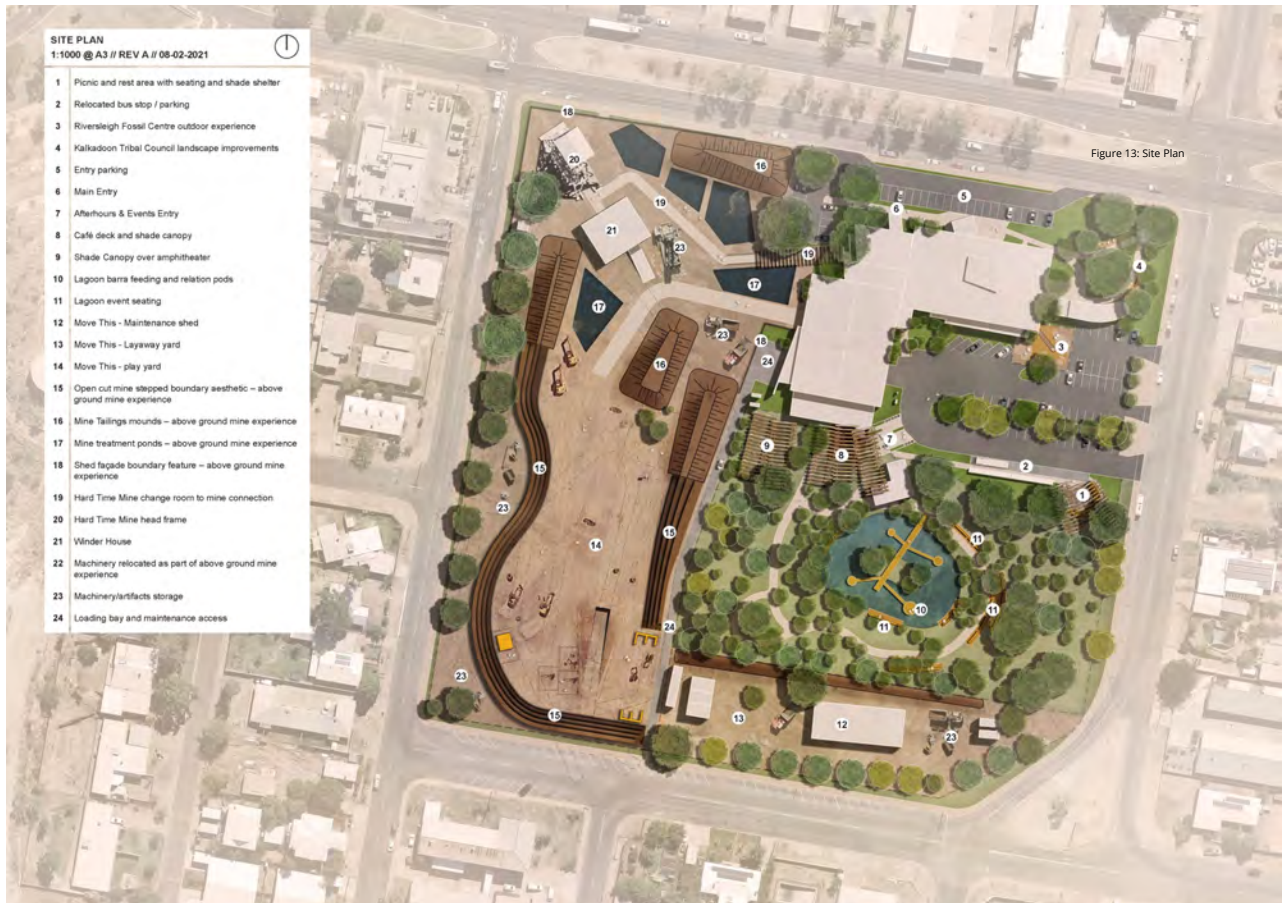 SITE PLAN
1:1000 @ A3 // REV A // 08-02-2021
1 Picnic and rest area with seating and shade shelter
2 Relocated bus stop / parking
3 Riversleigh Fossil Centre outdoor experience
4 Kalkadoon Tribal Council landscape improvements
5 Entry parking
6 Main Entry
7 Afterhours & Events Entry
8 Café deck and shade canopy
9 Shade Canopy over amphitheater
10 Lagoon barra feeding and relation pods
11 Lagoon event seating
12 Move This - Maintenance shed
13 Move This - Layaway yard
14 Move This - play yard
15 Open cut mine stepped boundary aesthetic – above
ground mine experience
16 Mine Tailings mounds – above ground mine experience
17 Mine treatment ponds – above ground mine experience
18 Shed façade boundary feature – above ground mine
experience
19 Hard Time Mine change room to mine connection
20 Hard Time Mine head frame
21 Winder House
22 Machinery relocated as part of above ground mine
experience
23 Machinery/artifacts storage
24 Loading bay and maintenance access
Figure 13: Site Plan
18
20
16
5
19
6
21
23
19
4
17
17
23
18
3
16
24
9
8
7
15
2
1
23
15
11
14
10
11
11
24
23
13
12
15
23